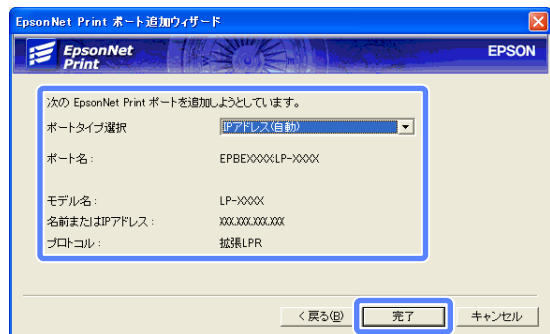 EpsonNet Print ポート追加ウィザード
EpsonNet
Print
EPSON
次の EpsonNet Print ポートを追加しようとしています。
ポートタイプ選択 IPアドレス(自動)
ポート名： EPBEXXXXLP-XXXX
モデル名： LP-XXXX
名前またはIPアドレス： XXX.XXX.XXX.XXX
プロトコル： 拡張LPR
< 戻る(B) 完了 キャンセル